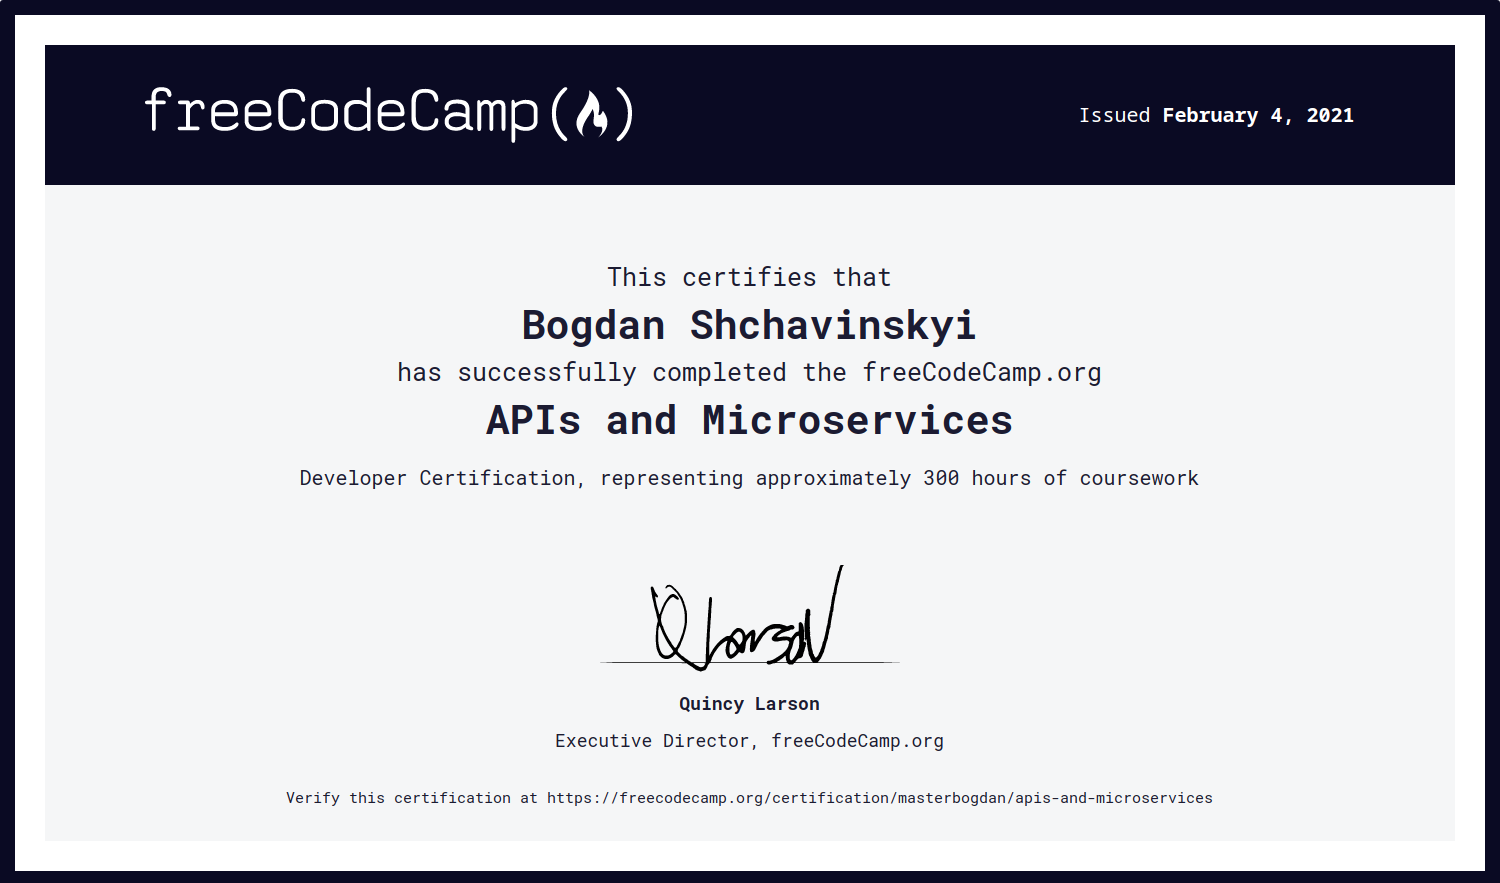 freeCodeCamp
Issued February 4, 2021
This certifies that
Bogdan Shchavinskyi
has successfully completed the freeCodeCamp.org
APIs and Microservices
Developer Certification, representing approximately 300 hours of coursework
Q Larson
Quincy Larson
Executive Director, freeCodeCamp.org
Verify this certification at https://freecodecamp.org/certification/masterbogdan/apis-and-microservices